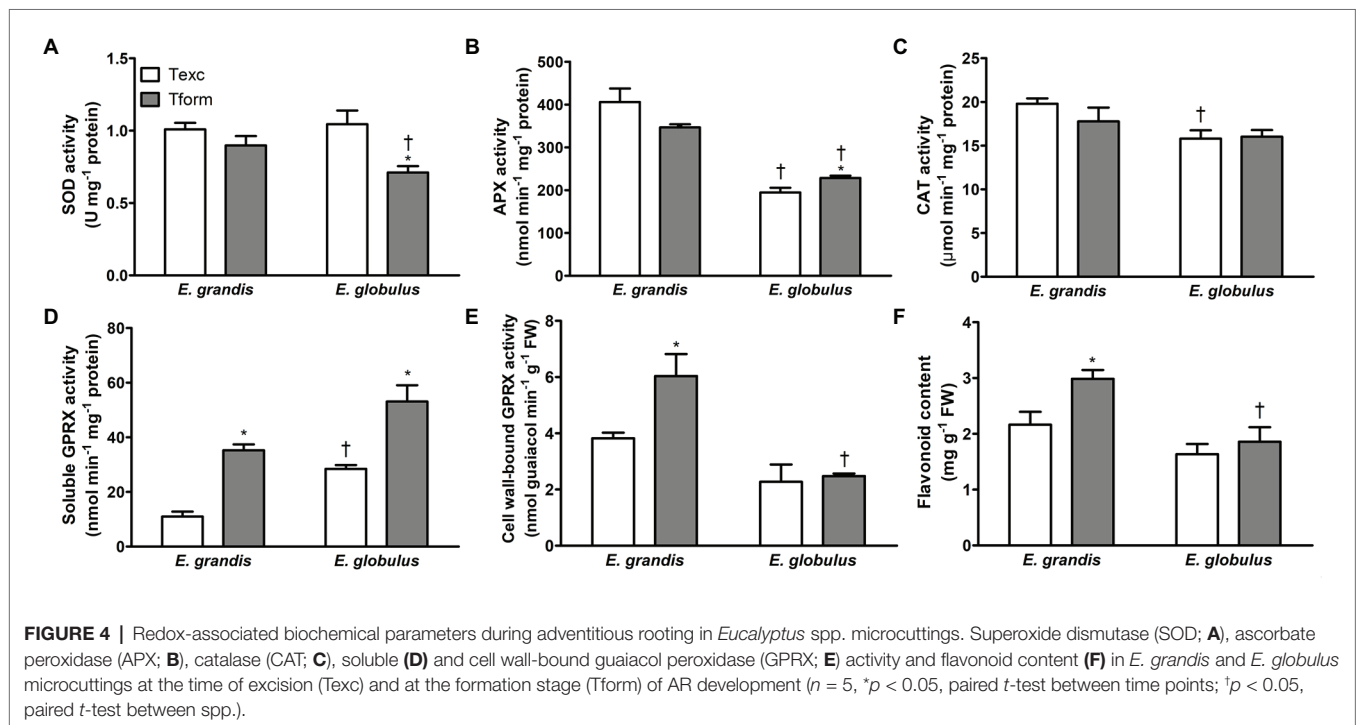 A
SOD activity
(U mg⁻¹ protein)
1.5
1.0
0.5
0.0
Texc
Tform
†
*
E. grandis
E. globulus
B
APX activity
(nmol min⁻¹ mg⁻¹ protein)
500
400
300
200
100
0
†
†
*
E. grandis
E. globulus
C
CAT activity
(µmol min⁻¹ mg⁻¹ protein)
25
20
15
10
5
0
†
E. grandis
E. globulus
D
Soluble GPRX activity
(nmol min⁻¹ mg⁻¹ protein)
80
60
40
20
0
*
†
*
E. grandis
E. globulus
E
Cell wall-bound GPRX activity
(nmol guaiacol min⁻¹ g⁻¹ FW)
8
6
4
2
0
*
†
E. grandis
E. globulus
F
Flavonoid content
(mg g⁻¹ FW)
4
3
2
1
0
*
†
E. grandis
E. globulus
FIGURE 4 | Redox-associated biochemical parameters during adventitious rooting in Eucalyptus spp. microcuttings. Superoxide dismutase (SOD; A), ascorbate
peroxidase (APX; B), catalase (CAT; C), soluble (D) and cell wall-bound guaiacol peroxidase (GPRX; E) activity and flavonoid content (F) in E. grandis and E. globulus
microcuttings at the time of excision (Texc) and at the formation stage (Tform) of AR development (n = 5, *p < 0.05, paired t-test between time points; †p < 0.05,
paired t-test between spp.).